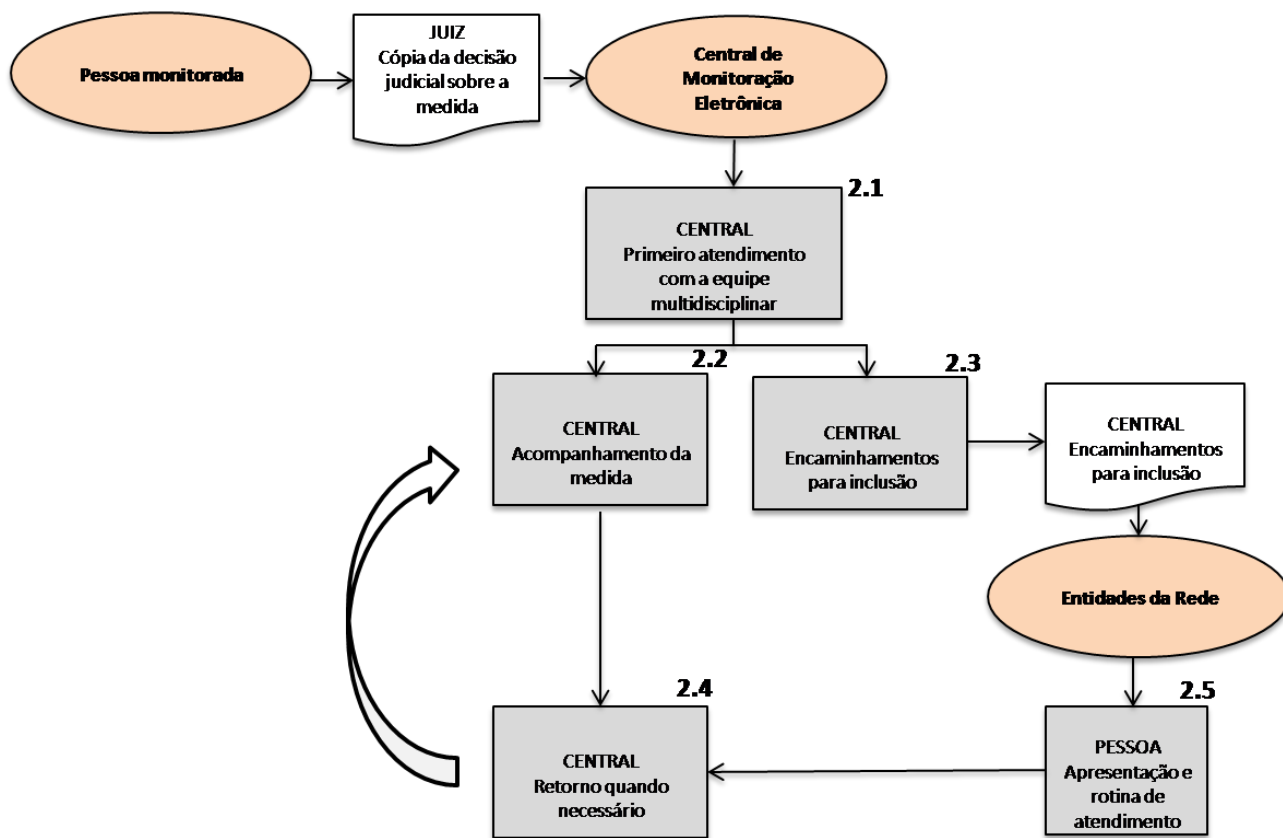 Pessoa monitorada
JUIZ
Cópia da decisão
judicial sobre a
medida
Central de
Monitoração
Eletrônica
2.1
CENTRAL
Primeiro atendimento
com a equipe
multidisciplinar
2.2
CENTRAL
Acompanhamento da
medida
2.3
CENTRAL
Encaminhamentos
para inclusão
CENTRAL
Encaminhamentos
para inclusão
Entidades da Rede
2.4
CENTRAL
Retorno quando
necessário
2.5
PESSOA
Apresentação e
rotina de
atendimento